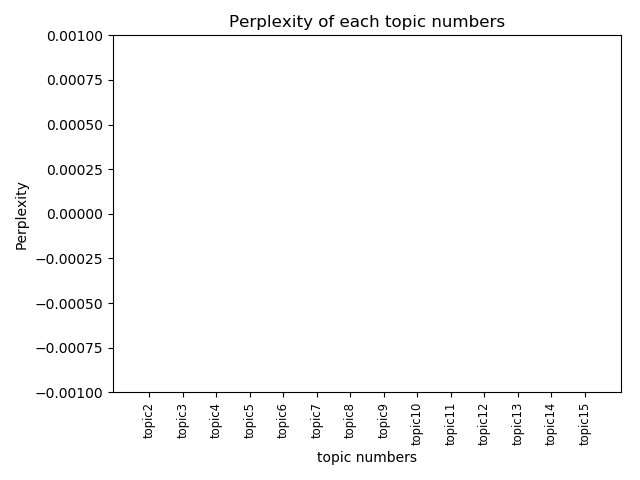 Perplexity of each topic numbers
0.00100
0.00075
0.00050
0.00025
0.00000
−0.00025
−0.00050
−0.00075
−0.00100
Perplexity
topic2
topic3
topic4
topic5
topic6
topic7
topic8
topic9
topic10
topic11
topic12
topic13
topic14
topic15
topic numbers